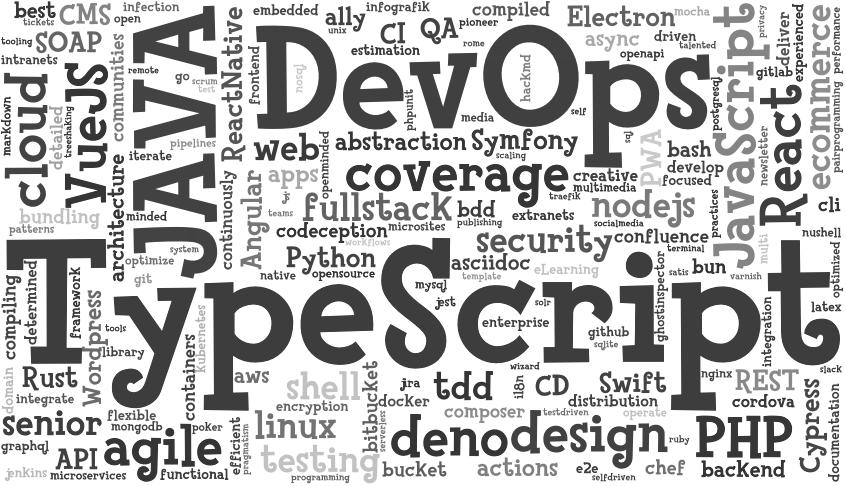 best
CMS
infection
open
tickets
SOAP
tooling
intranets
JAVA
remote
go
scrum
test
pipelines
iterate
communities
markdown
cloud
detailed
treeshaking
VueJS
bundling
patterns
architecture
minded
optimize
git
system
ReactNative
continuously
frontend
embedded
infografik
ally
unix
CI
QA
pioneer
compiled
estimation
rome
Electron
mocha
async
driven
talented
openapi
DevOps
nosql
hackmd
phpunit
media
self
sql
postgresql
Javascript
privacy
deliver
gitlab
experienced
performance
ecommerce
pairprogramming
React
newsletter
practices
PWA
bash
develop
focused
web
apps
openminded
abstraction
Symfony
scaling
coverage
creative
multimedia
traefik
Angular
teams
fullstack
bdd
publishing
extranets
nodejs
socialmedia
codeception
microsites
workflows
security
confluence
terminal
cli
nushell
multi
optimized
Python
native
opensource
asciidoc
template
eLearning
satis
bun
varnish
TypeScript
compiling
determined
framework
Wordpress
tools
library
kubernetes
containers
mysql
jest
enterprise
solr
github
sqlite
ghostinspector
integration
latex
slack
domain
Rust
integrate
aws
shell
encryption
bitbucket
serverless
jra
docker
tdd
wizard
i18n
CD
Swift
distribution
nginx
REST
cordova
Cypress
documentation
senior
flexible
mongodb
poker
efficient
pragmatism
linux
composer
testdriven
operate
graphql
API
agile
denodesign
ruby
PHP
jenkins
microservices
functional
testing
programming
bucket
actions
e2e
selfdriven
chef
backend